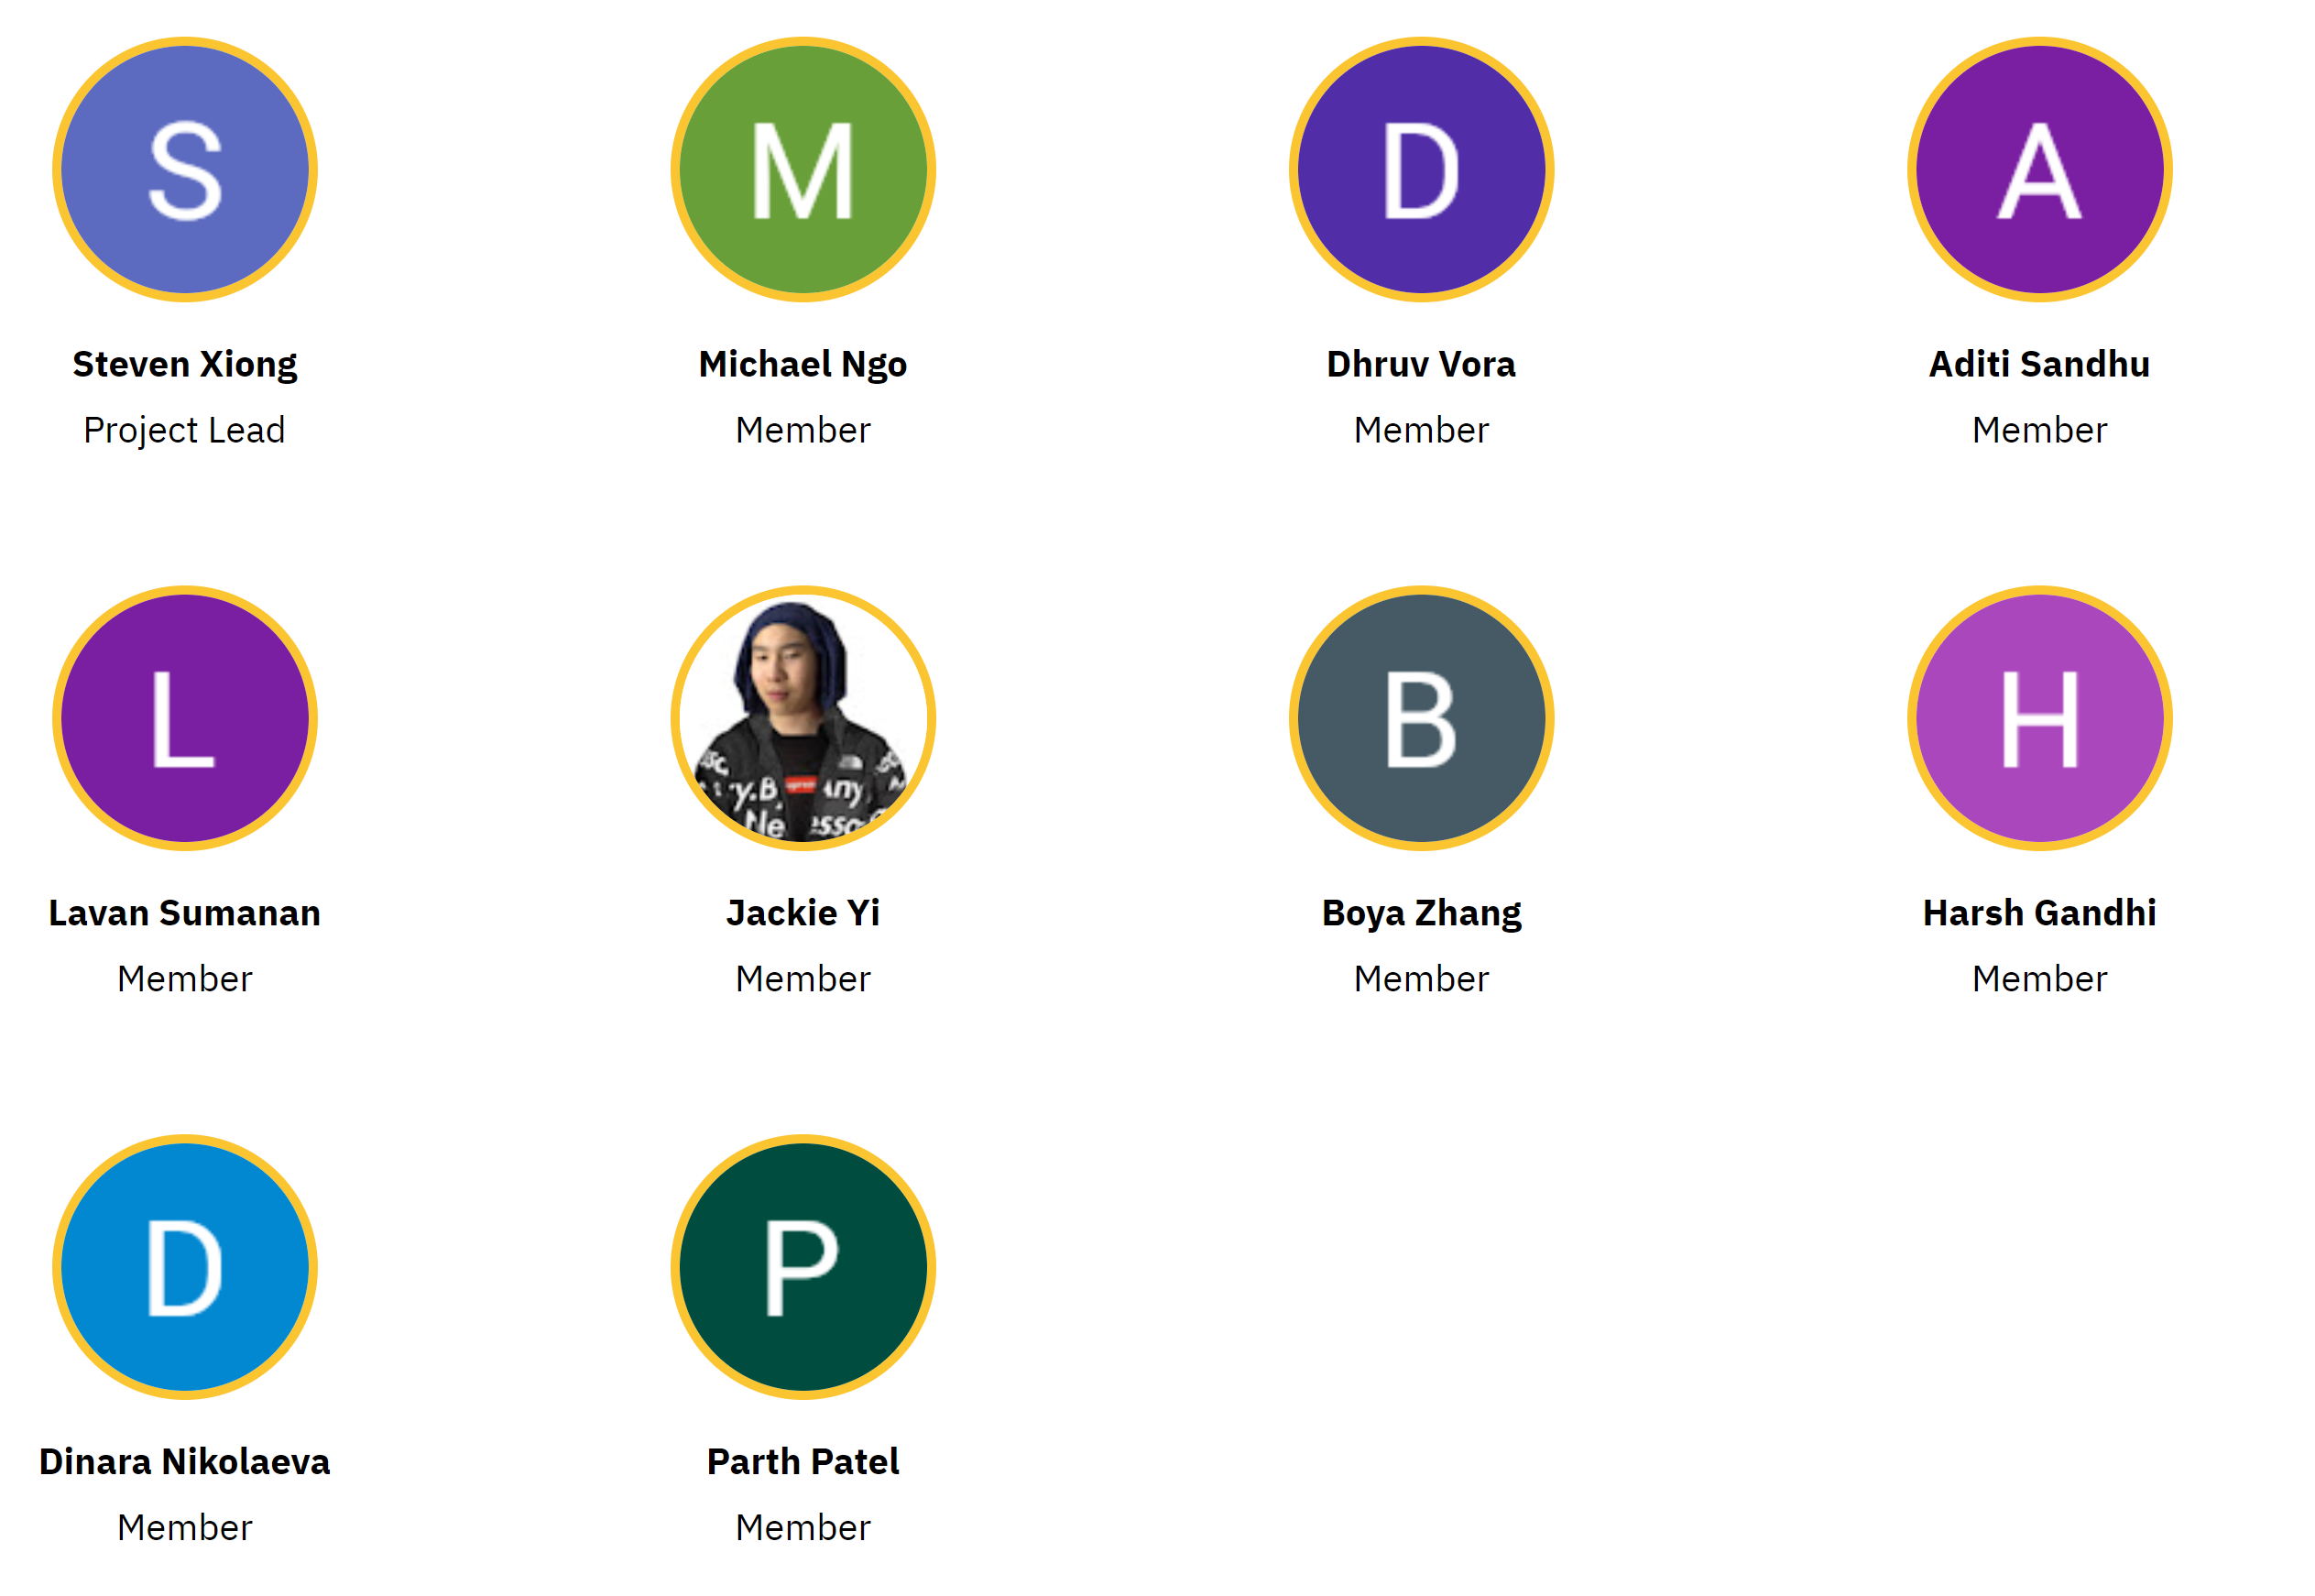 S
M
D
A
Steven Xiong
Michael Ngo
Dhruv Vora
Aditi Sandhu
Project Lead
Member
Member
Member
L
B
H
Lavan Sumanan
Jackie Yi
Boya Zhang
Harsh Gandhi
Member
Member
Member
Member
D
P
Dinara Nikolaeva
Parth Patel
Member
Member